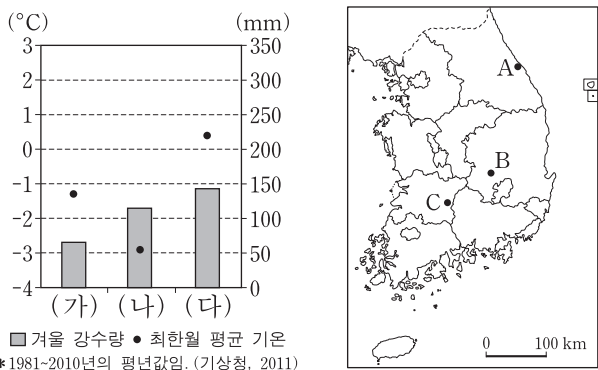 (°C) (mm)
3 350
2 300
1 250
0 200
-1 150
-2 100
-3 50
-4 0
(가) (나) (다)
겨울 강수량 ● 최한월 평균 기온
*1981~2010년의 평년값임. (기상청, 2011)
A
B
C
0 100 km